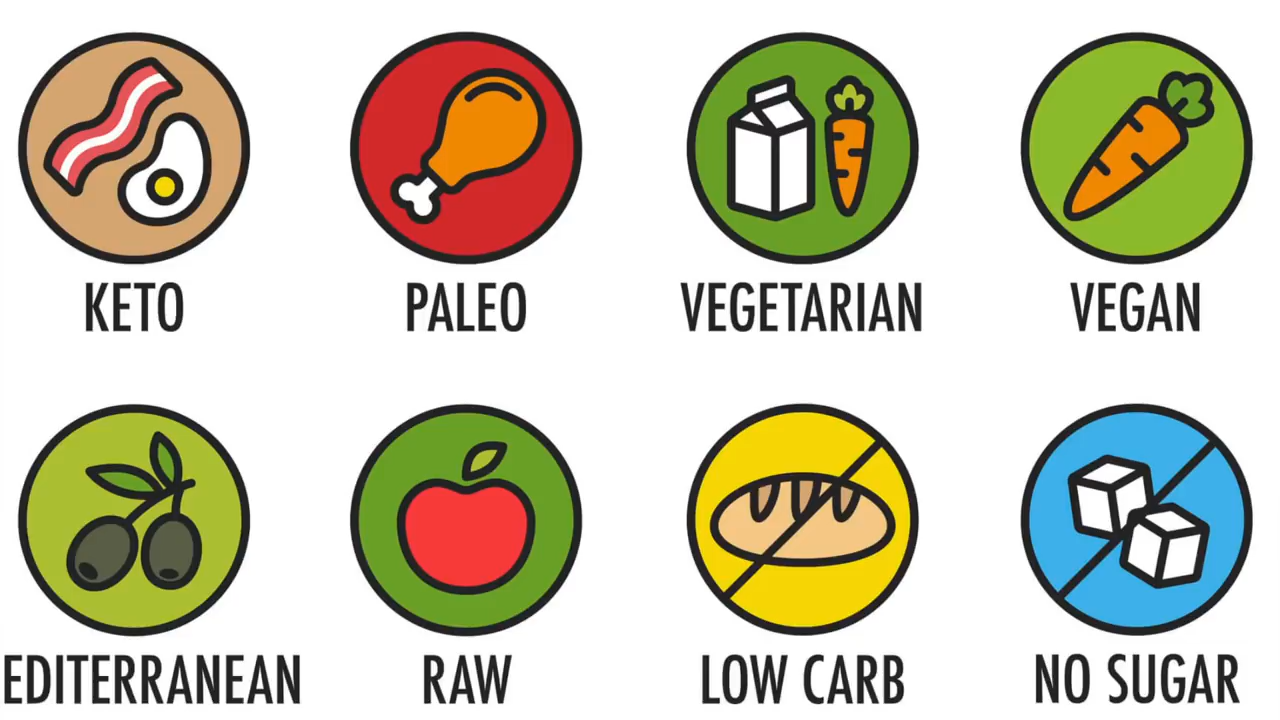 KETO
PALEO
VEGETARIAN
VEGAN
EDITERRANEAN
RAW
LOW CARB
NO SUGAR